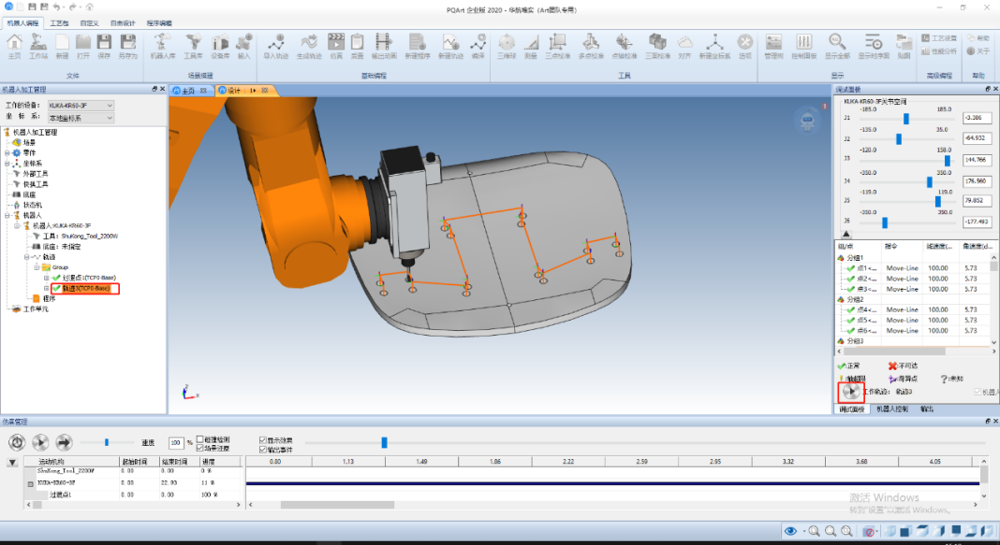 PQArt 企业版 2020 - 华航唯实 (Art团队专用)
机器人编程 工艺包 自定义 自由设计 程序编辑
主页 工作站 新建 打开 保存 另存为 机器人库 工具库 设备库 输入 导入轨迹 生成轨迹 仿真 后置 输出动画 新建程序 新建轨迹 编译 三维球 测量 三点校准 多点校准 点轴校准 三面校准 对齐 新建坐标系 选项 管理树 控制面板 显示全部 显示时序图 贴图 工艺设置 帮助
性能分析 关于
文件 场景搭建 基础编程 工具 显示 高级编程 帮助
机器人加工管理
工作的设备: KUKA-KR60-3F
坐 标 系: 本地坐标系
机器人加工管理
场景
零件
坐标系
外部工具
快换工具
底座
状态机
机器人
机器人:KUKA-KR60-3F
工具: ShuKong_Tool_2200W
底座: 未指定
轨迹
Group
过渡点1(TCP0-Base)
轨迹3(TCP0-Base)
程序
工作单元
主页 设计
Z
X
调试面板
KUKA-KR60-3F关节空间
-185.0 185.0
J1 -3.386
-135.0 35.0
J2 -64.932
-120.0 158.0
J3 144.766
-350.0 350.0
J4 176.560
-119.0 119.0
J5 79.852
-350.0 350.0
J6 -177.493
组/点 指令 线速度(... 角速度(d...
分组1
点1<... Move-Line 100.00 5.73
点2<... Move-Line 100.00 5.73
点3<... Move-Line 100.00 5.73
分组2
点4<... Move-Line 100.00 5.73
点5<... Move-Line 100.00 5.73
点6<... Move-Line 100.00 5.73
分组3
:正常 :不可达
:轴超限 :奇异点 :未知
工作轨迹: 轨迹3 机器人
调试面板 机器人控制 输出
仿真管理
速度 100 % 碰撞检测 显示效果
场景还原 输出事件
运动机构 起始时间 结束时间 进度 0.80 1.13 1.49 1.86 2.22 2.59 2.95 3.32 3.68 4.05
ShuKong_Tool_2200W 0.00 0.00 0 %
KUKA-KR60-3F 0.00 22.93 11 %
过渡点1 0.00 0.00 100 %
激活 Windows
转到"设置"以激活 Windows。